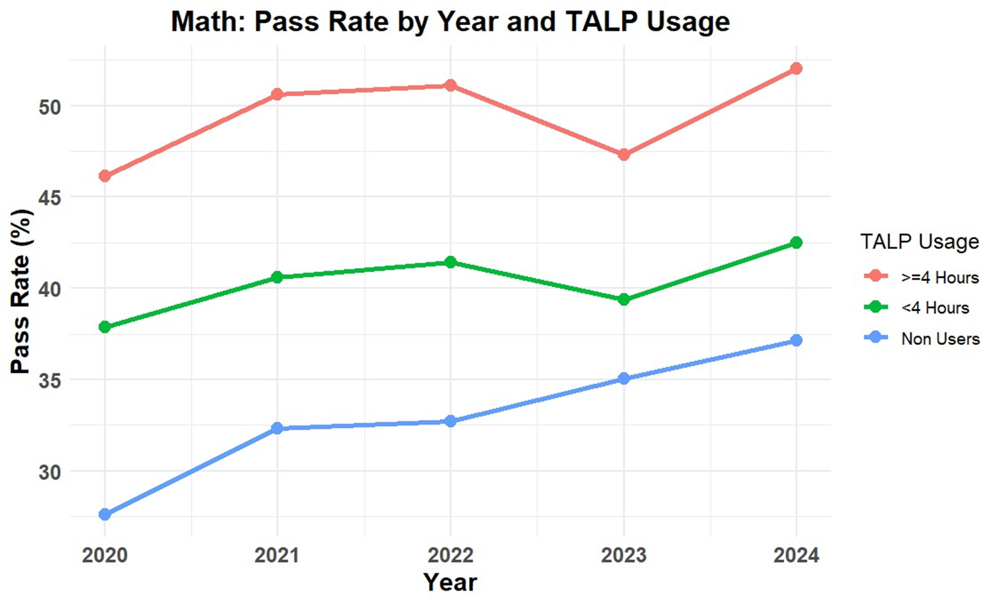 Math: Pass Rate by Year and TALP Usage
Pass Rate (%)
50
45
40
35
30
2020 2021 2022 2023 2024
Year
TALP Usage
>=4 Hours
<4 Hours
Non Users